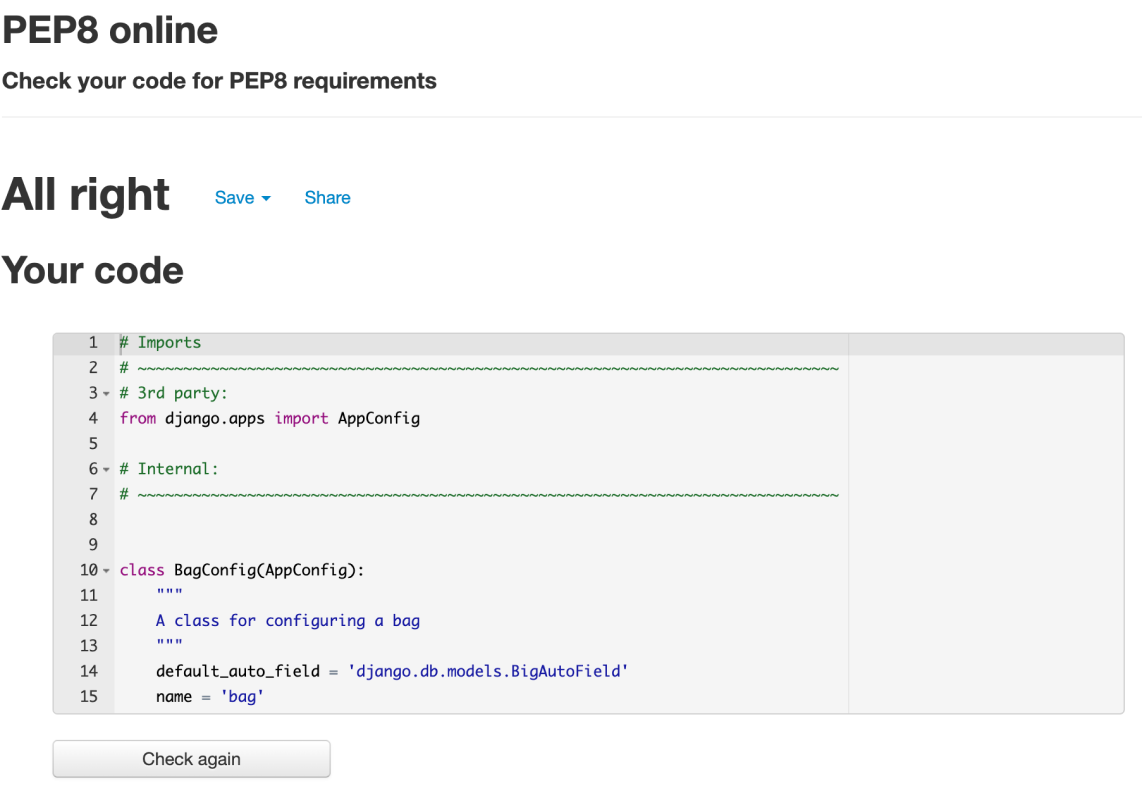 PEP8 online
Check your code for PEP8 requirements
All right Save Share
Your code
1 # Imports
2 # ~~~~~~~~~~~~~~~~~~~~~~~~~~~~~~~~~~~~~~~~~~~~~~~~~~~~~~~~~~~~~~~~~~~~~~~~~~~~~
3 # 3rd party:
4 from django.apps import AppConfig
5
6 # Internal:
7 # ~~~~~~~~~~~~~~~~~~~~~~~~~~~~~~~~~~~~~~~~~~~~~~~~~~~~~~~~~~~~~~~~~~~~~~~~~~~~~
8
9
10 class BagConfig(AppConfig):
11     """
12     A class for configuring a bag
13     """
14     default_auto_field = 'django.db.models.BigAutoField'
15     name = 'bag'
Check again